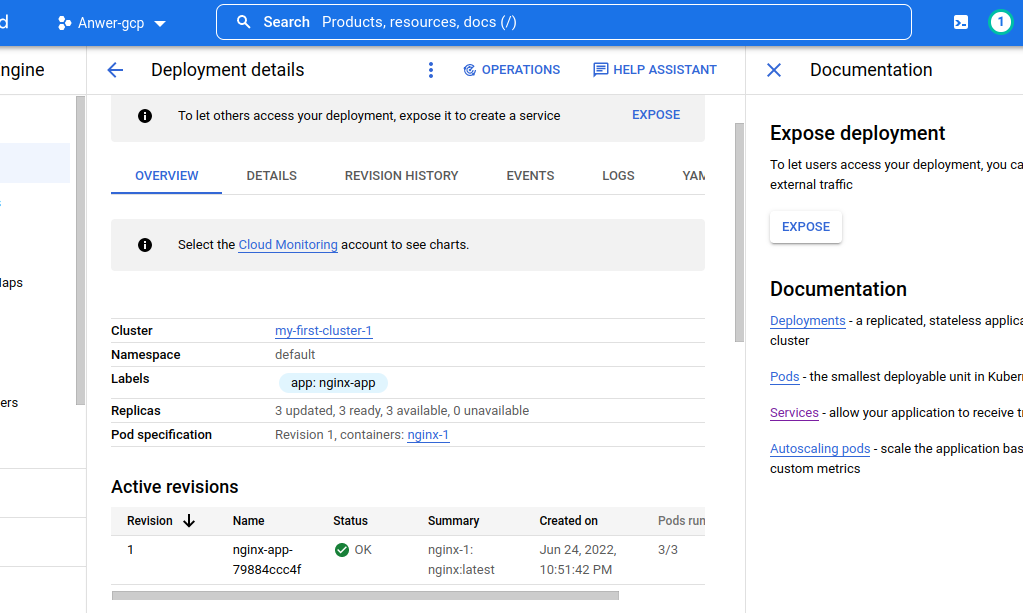 d
Anwer-gcp
Search Products, resources, docs (/)
1
ngine
Deployment details
OPERATIONS
HELP ASSISTANT
Documentation
To let others access your deployment, expose it to create a service
EXPOSE
OVERVIEW
DETAILS
REVISION HISTORY
EVENTS
LOGS
YAM
Select the Cloud Monitoring account to see charts.
aps
ers
Cluster my-first-cluster-1
Namespace default
Labels app: nginx-app
Replicas 3 updated, 3 ready, 3 available, 0 unavailable
Pod specification Revision 1, containers: nginx-1
Active revisions
Revision Name Status Summary Created on Pods run
1 nginx-app- OK nginx-1: Jun 24, 2022, 3/3
79884ccc4f nginx:latest 10:51:42 PM
Expose deployment
To let users access your deployment, you ca
external traffic
EXPOSE
Documentation
Deployments - a replicated, stateless applica
cluster
Pods - the smallest deployable unit in Kuber
Services - allow your application to receive t
Autoscaling pods - scale the application bas
custom metrics